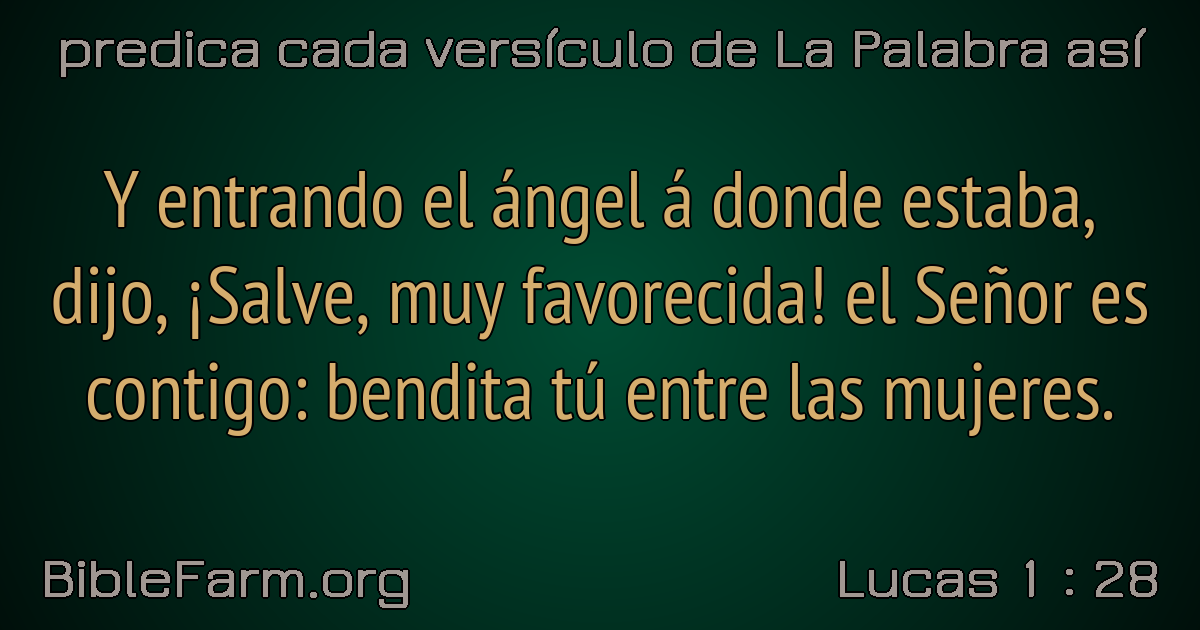 predica cada versículo de La Palabra así
Y entrando el ángel á donde estaba,
dijo, ¡Salve, muy favorecida! el Señor es
contigo: bendita tú entre las mujeres.
BibleFarm.org
Lucas 1 : 28